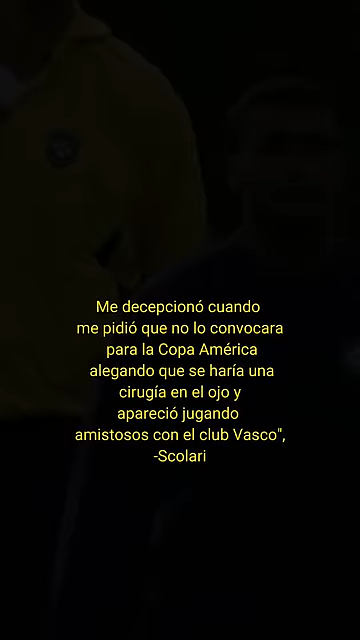 Me decepcionó cuando
me pidió que no lo convocara
para la Copa América
alegando que se haría una
cirugía en el ojo y
apareció jugando
amistosos con el club Vasco",
-Scolari